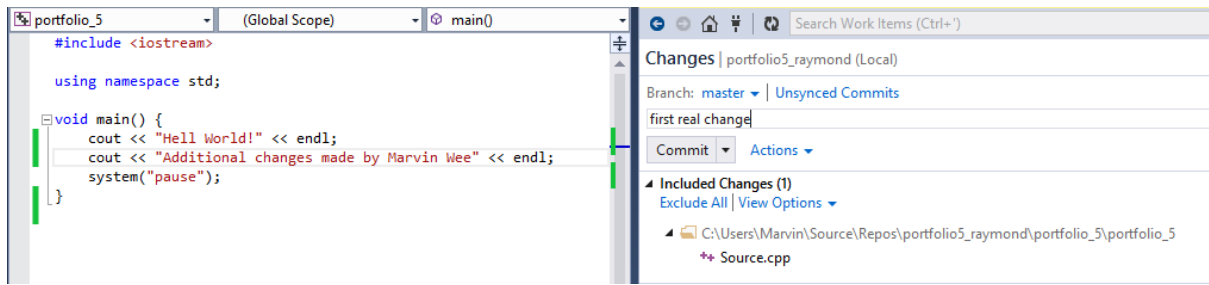 portfolio_5 (Global Scope) main()
#include <iostream>
using namespace std;
void main() {
cout << "Hell World!" << endl;
cout << "Additional changes made by Marvin Wee" << endl;
system("pause");
}
Search Work Items (Ctrl+')
Changes | portfolio5_raymond (Local)
Branch: master | Unsynced Commits
first real change
Commit Actions
Included Changes (1)
Exclude All | View Options
C:\Users\Marvin\Source\Repos\portfolio5_raymond\portfolio_5\portfolio_5
++ Source.cpp